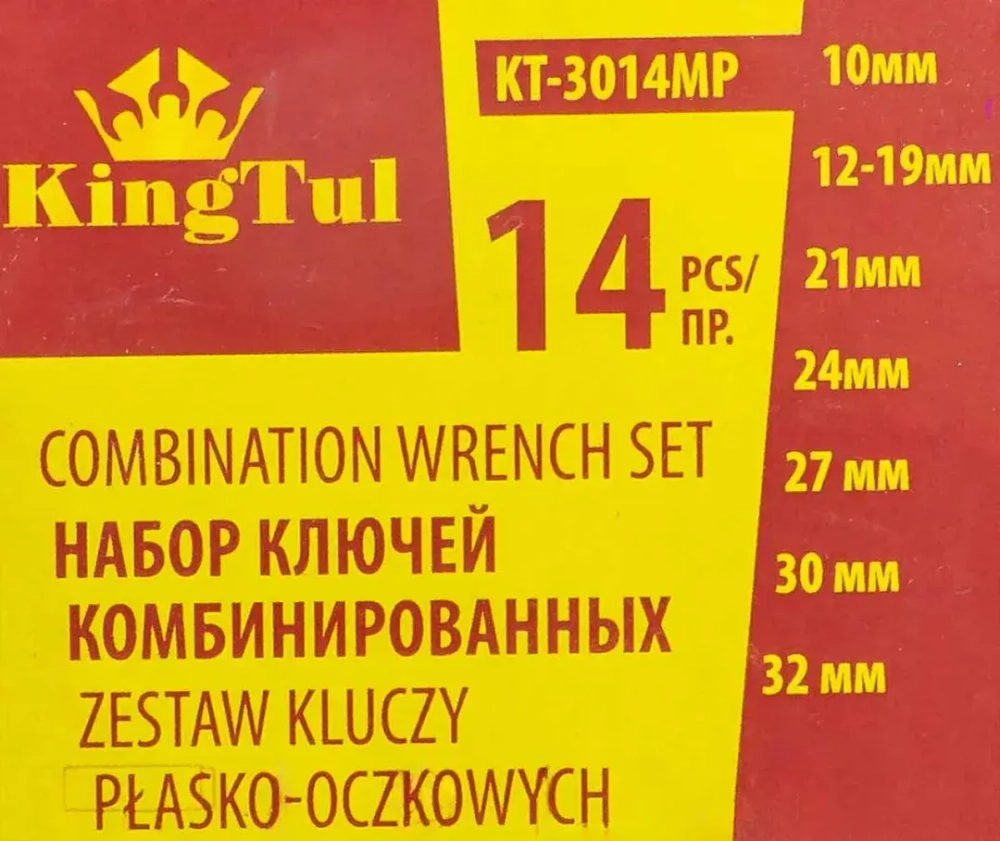 KingTul
KT-3014MP
14
PCS/
ПР.
COMBINATION WRENCH SET
НАБОР КЛЮЧЕЙ
КОМБИНИРОВАННЫХ
ZESTAW KLUCZY
PŁASKO-OCZKOWYCH
10мм
12-19мм
21мм
24мм
27 мм
30 мм
32 мм